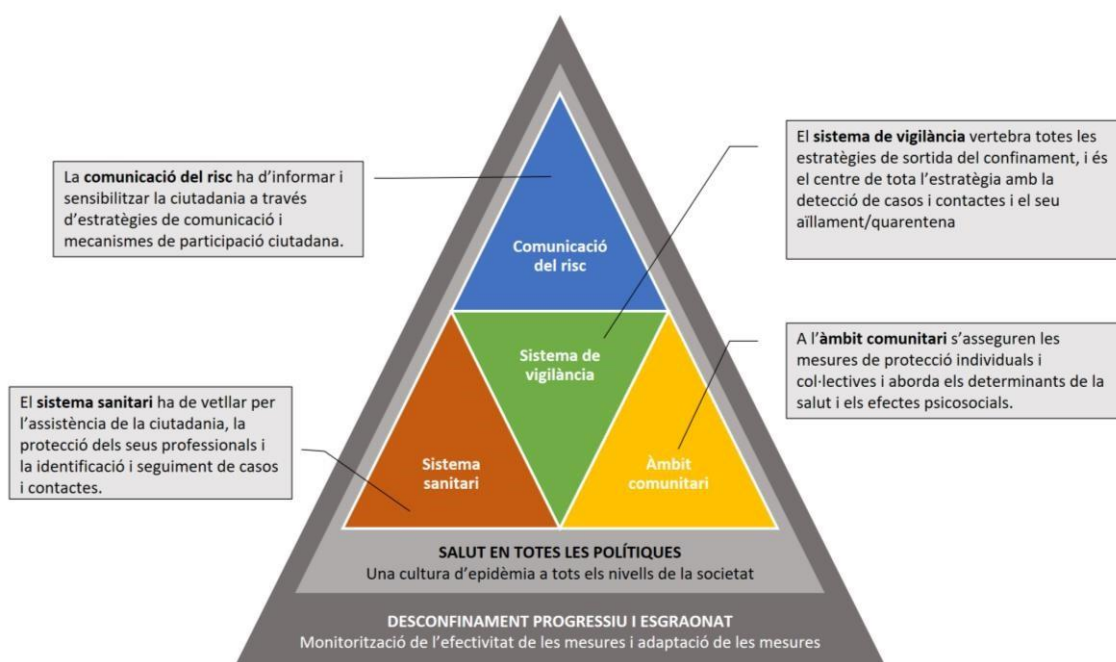 La comunicació del risc ha d'informar i
sensibilitzar la ciutadania a través
d'estratègies de comunicació i
mecanismes de participació ciutadana.
El sistema de vigilància vertebra totes les
estratègies de sortida del confinament, i és
el centre de tota l'estratègia amb la
detecció de casos i contactes i el seu
aïllament/quarentena
Comunicació
del risc
Sistema de
vigilància
A l'àmbit comunitari s'asseguren les
mesures de protecció individuals i
col·lectives i aborda els determinants de la
salut i els efectes psicosocials.
El sistema sanitari ha de vetllar per
l'assistència de la ciutadania, la
protecció dels seus professionals i
la identificació i seguiment de casos
i contactes.
Sistema
sanitari
Àmbit
comunitari
SALUT EN TOTES LES POLÍTIQUES
Una cultura d'epidèmia a tots els nivells de la societat
DESCONFINAMENT PROGRESSIU I ESGRAONAT
Monitorització de l'efectivitat de les mesures i adaptació de les mesures